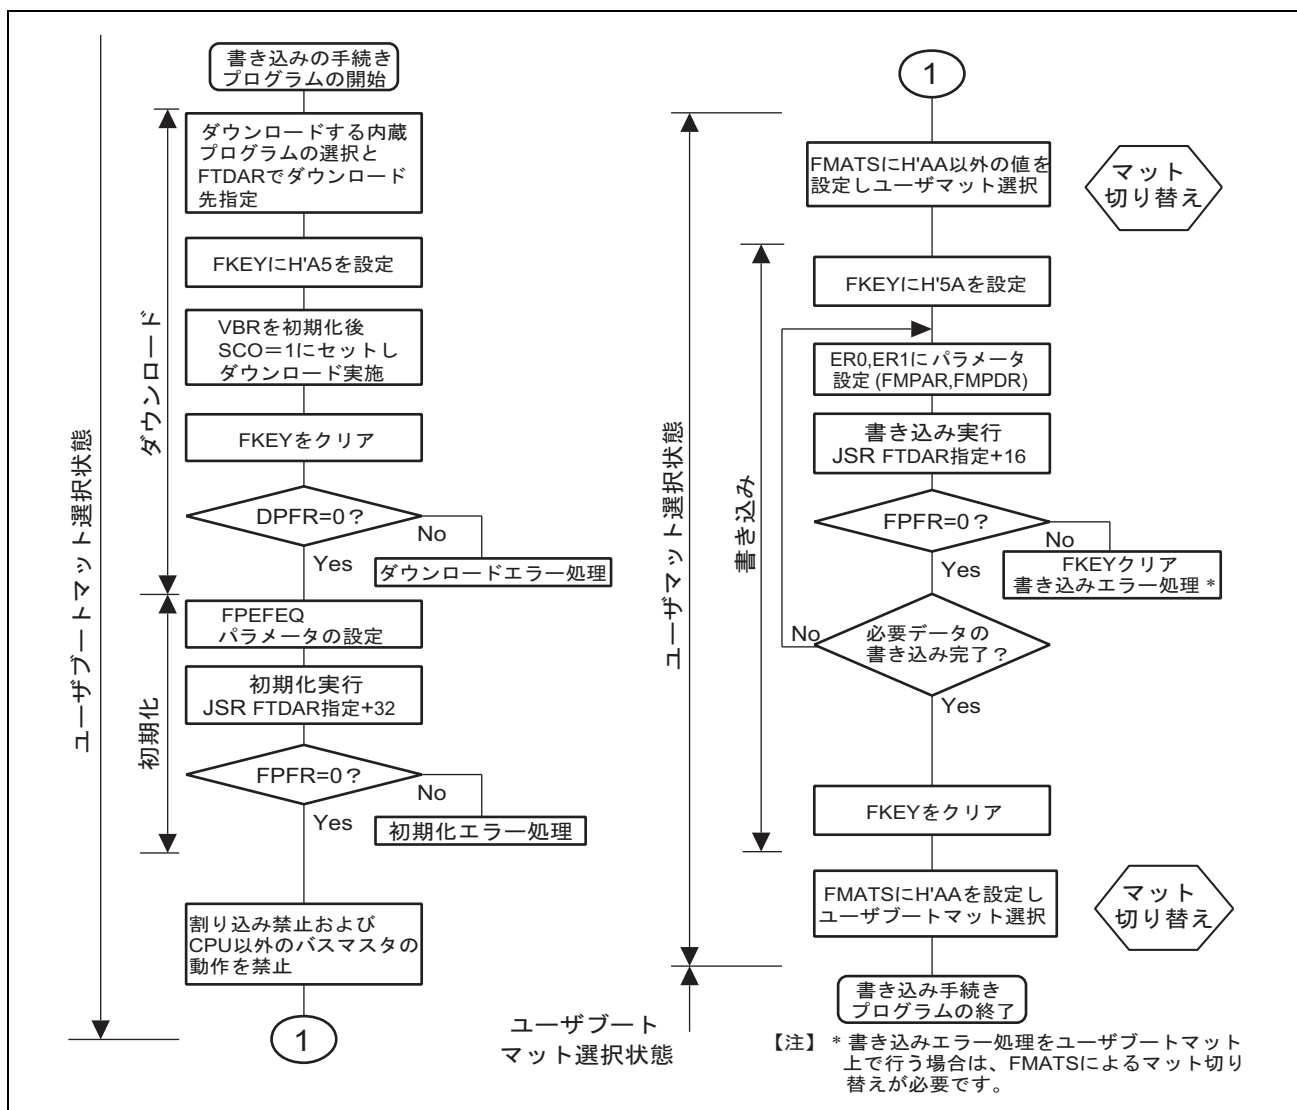 書き込みの手続き
プログラムの開始
ダウンロードする内蔵
プログラムの選択と
FTDARでダウンロード
先指定
FKEYにH'A5を設定
VBRを初期化後
SCO＝1にセットし
ダウンロード実施
FKEYをクリア
DPFR=0？
No
Yes
ダウンロードエラー処理
FPEFEQ
パラメータの設定
初期化実行
JSR FTDAR指定+32
FPFR=0？
No
Yes
初期化エラー処理
割り込み禁止および
CPU以外のバスマスタの
動作を禁止
1
ダウンロード
初期化
ユーザブートマット選択状態
1
FMATSにH'AA以外の値を
設定しユーザマット選択
マット
切り替え
FKEYにH'5Aを設定
ER0,ER1にパラメータ
設定(FMPAR,FMPDR)
書き込み実行
JSR FTDAR指定+16
FPFR=0？
No
Yes
FKEYクリア
書き込みエラー処理 *
No
必要データの
書き込み完了？
Yes
FKEYをクリア
FMATSにH'AAを設定し
ユーザブートマット選択
マット
切り替え
書き込み手続き
プログラムの終了
書き込み
ユーザマット選択状態
ユーザブート
マット選択状態
【注】 * 書き込みエラー処理をユーザブートマット
上で行う場合は、FMATSによるマット切り
替えが必要です。